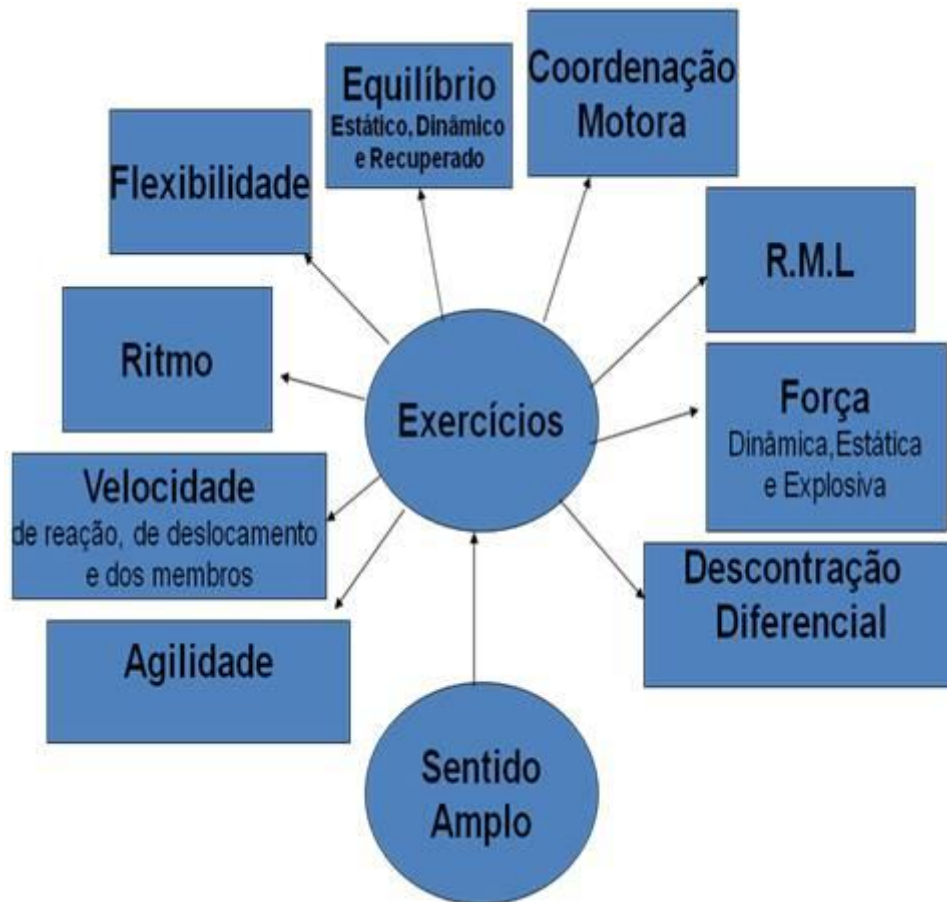 Equilíbrio
Estático, Dinâmico
e Recuperado
Coordenação
Motora
Flexibilidade
R.M.L
Ritmo
Exercícios
Força
Dinâmica,Estática
e Explosiva
Velocidade
de reação, de deslocamento
e dos membros
Descontração
Diferencial
Agilidade
Sentido
Amplo